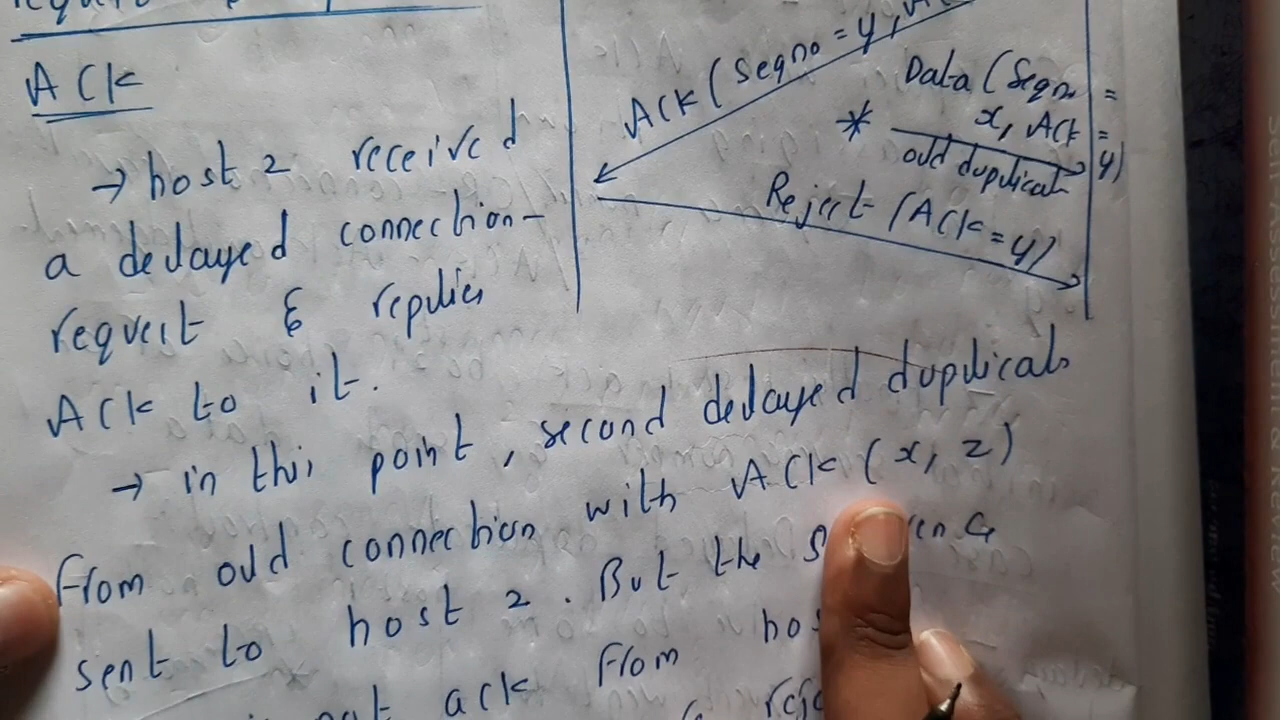 ACK
→ host 2 received
a delayed connection-
request & replies
ACK to it.
→ in this point, second delayed duplicate
from old connection with ACK (x, z)
sent to host 2. But the
ack from
ACK (Seqno = y,
Data (Seqno =
x, ACK =
y)
* old duplicate
Reject (ACK = y)